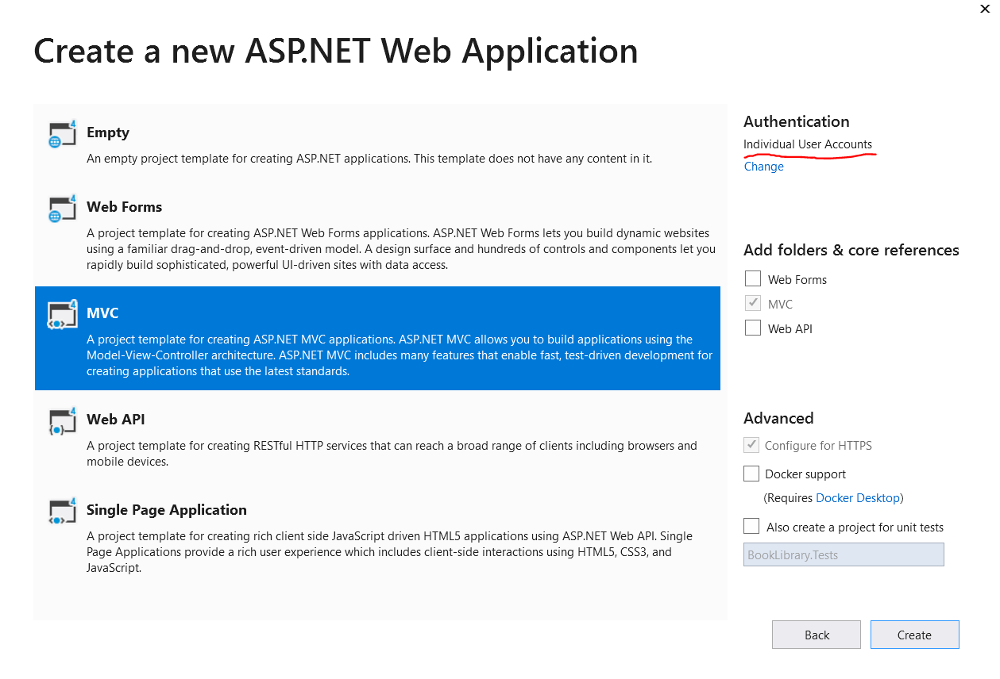 Create a new ASP.NET Web Application
Empty
An empty project template for creating ASP.NET applications. This template does not have any content in it.
Web Forms
A project template for creating ASP.NET Web Forms applications. ASP.NET Web Forms lets you build dynamic websites
using a familiar drag-and-drop, event-driven model. A design surface and hundreds of controls and components let you
rapidly build sophisticated, powerful UI-driven sites with data access.
MVC
A project template for creating ASP.NET MVC applications. ASP.NET MVC allows you to build applications using the
Model-View-Controller architecture. ASP.NET MVC includes many features that enable fast, test-driven development for
creating applications that use the latest standards.
Web API
A project template for creating RESTful HTTP services that can reach a broad range of clients including browsers and
mobile devices.
Single Page Application
A project template for creating rich client side JavaScript driven HTML5 applications using ASP.NET Web API. Single
Page Applications provide a rich user experience which includes client-side interactions using HTML5, CSS3, and
JavaScript.
Authentication
Individual User Accounts
Change
Add folders & core references
Web Forms
MVC
Web API
Advanced
Configure for HTTPS
Docker support
(Requires Docker Desktop)
Also create a project for unit tests
BookLibrary.Tests
Back
Create